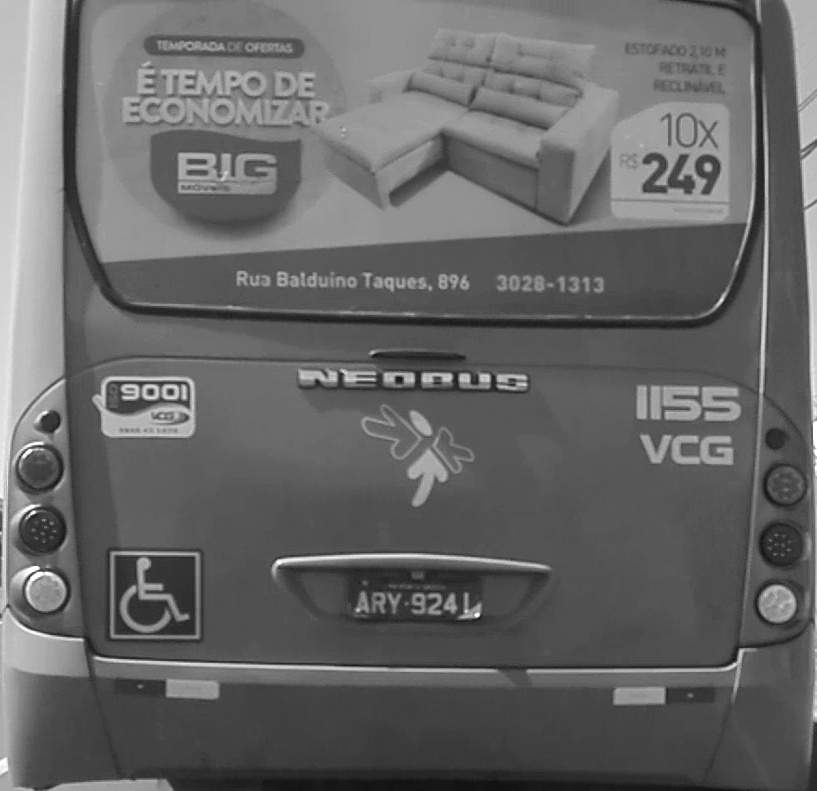 TEMPORADA DE OFERTAS
É TEMPO DE
ECONOMIZAR
BIG
MÓVEIS
ESTOFADO 2,10 M
RETRÁTIL E
RECLINÁVEL
10X
R$ 249
Rua Balduino Taques, 896 3028-1313
NEOBUS
9001
VCG
1155
VCG
ARY-9241